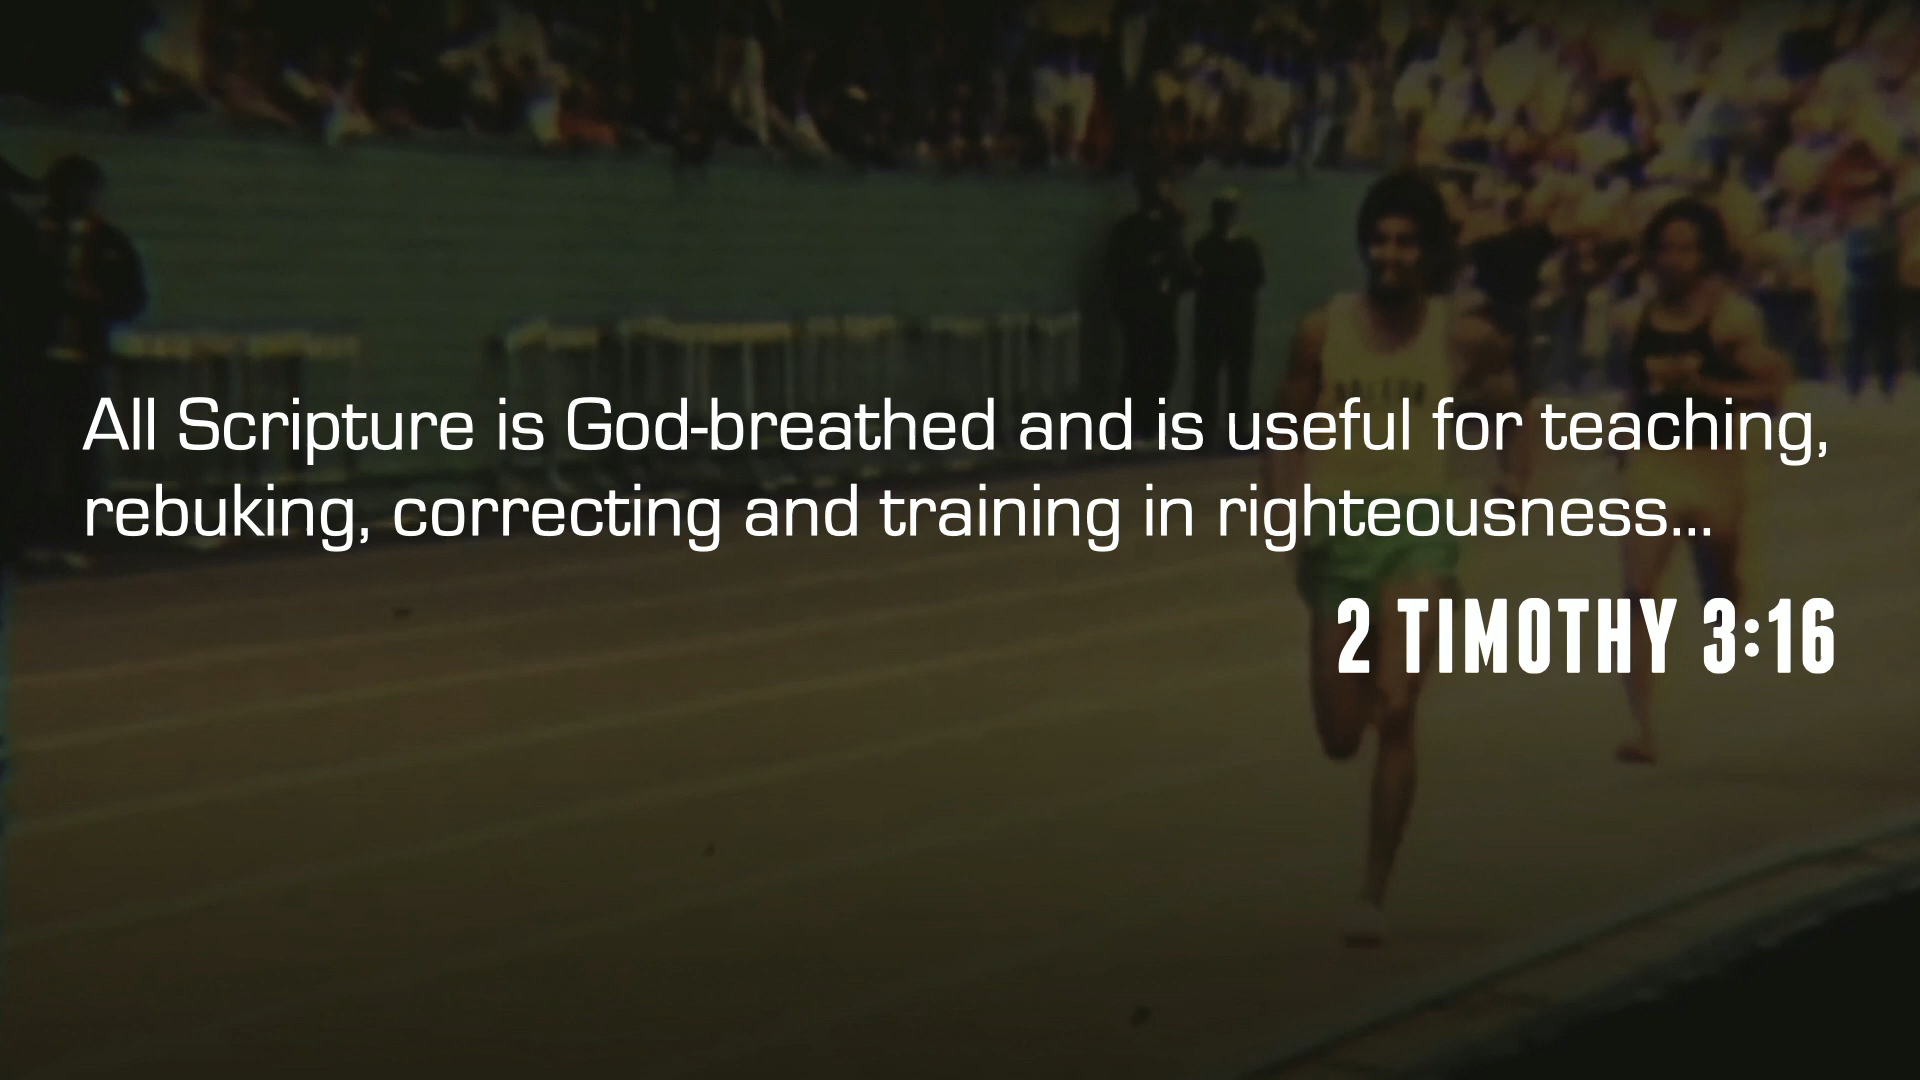 All Scripture is God-breathed and is useful for teaching,
rebuking, correcting and training in righteousness...
2 TIMOTHY 3:16